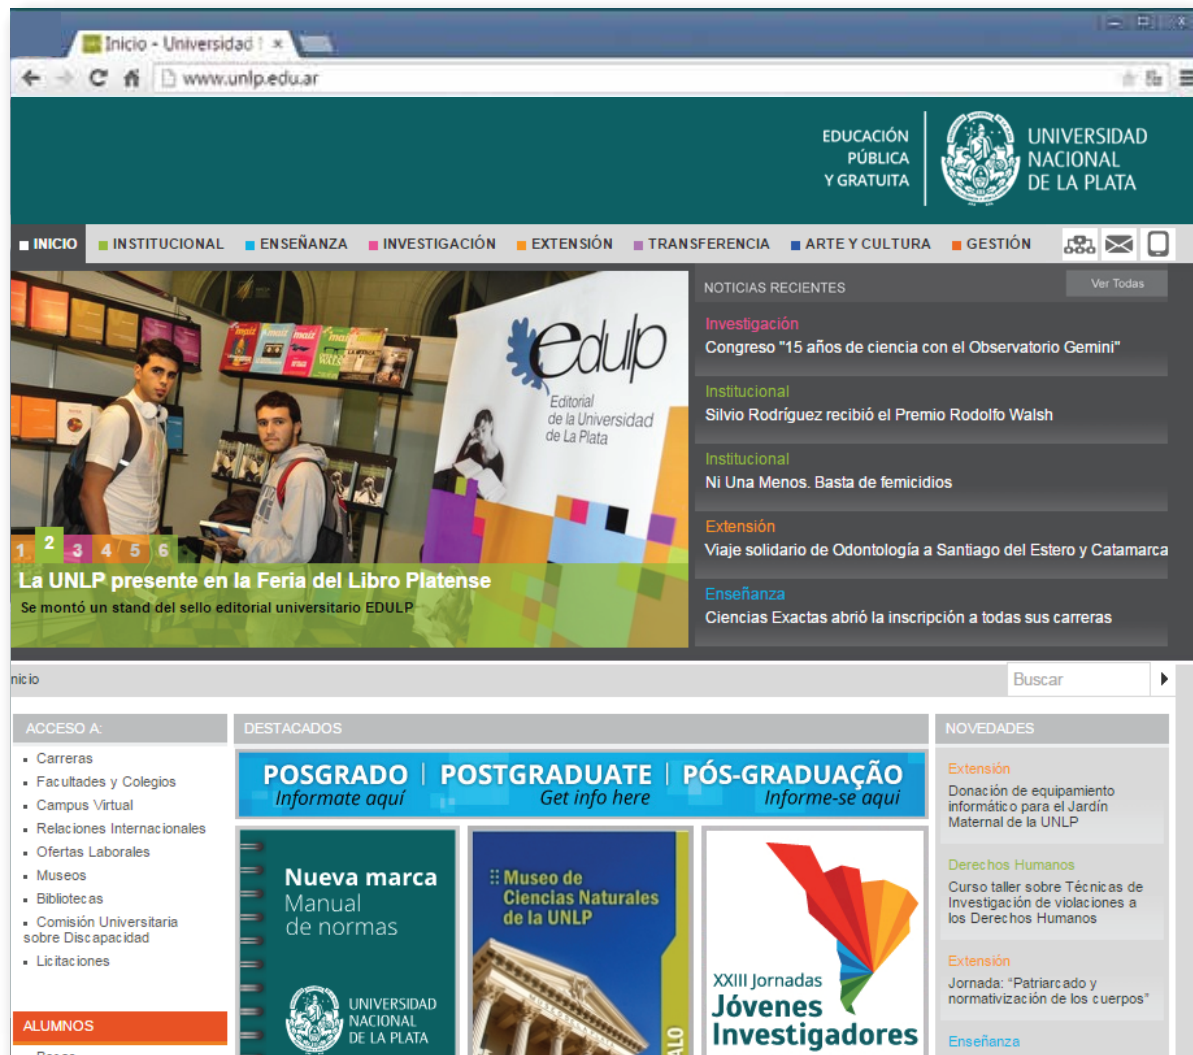 Inicio - Universidad
www.unlp.edu.ar
EDUCACIÓN
PÚBLICA
Y GRATUITA
UNIVERSIDAD
NACIONAL
DE LA PLATA
INICIO
INSTITUCIONAL
ENSEÑANZA
INVESTIGACIÓN
EXTENSIÓN
TRANSFERENCIA
ARTE Y CULTURA
GESTIÓN
edulp
Editorial
de la Universidad
de La Plata
1 2 3 4 5 6
La UNLP presente en la Feria del Libro Platense
Se montó un stand del sello editorial universitario EDULP
NOTICIAS RECIENTES
Ver Todas
Investigación
Congreso "15 años de ciencia con el Observatorio Gemini"
Institucional
Silvio Rodríguez recibió el Premio Rodolfo Walsh
Institucional
Ni Una Menos. Basta de femicidios
Extensión
Viaje solidario de Odontología a Santiago del Estero y Catamarca
Enseñanza
Ciencias Exactas abrió la inscripción a todas sus carreras
nicio
Buscar
ACCESO A:
Carreras
Facultades y Colegios
Campus Virtual
Relaciones Internacionales
Ofertas Laborales
Museos
Bibliotecas
Comisión Universitaria
sobre Discapacidad
Licitaciones
ALUMNOS
DESTACADOS
POSGRADO | POSTGRADUATE | PÓS-GRADUAÇÃO
Informate aquí Get info here Informe-se aqui
Nueva marca
Manual
de normas
UNIVERSIDAD
NACIONAL
DE LA PLATA
Museo de
Ciencias Naturales
de la UNLP
XXIII Jornadas
Jóvenes
Investigadores
NOVEDADES
Extensión
Donación de equipamiento
informático para el Jardín
Maternal de la UNLP
Derechos Humanos
Curso taller sobre Técnicas de
Investigación de violaciones a
los Derechos Humanos
Extensión
Jornada: “Patriarcado y
normativización de los cuerpos”
Enseñanza